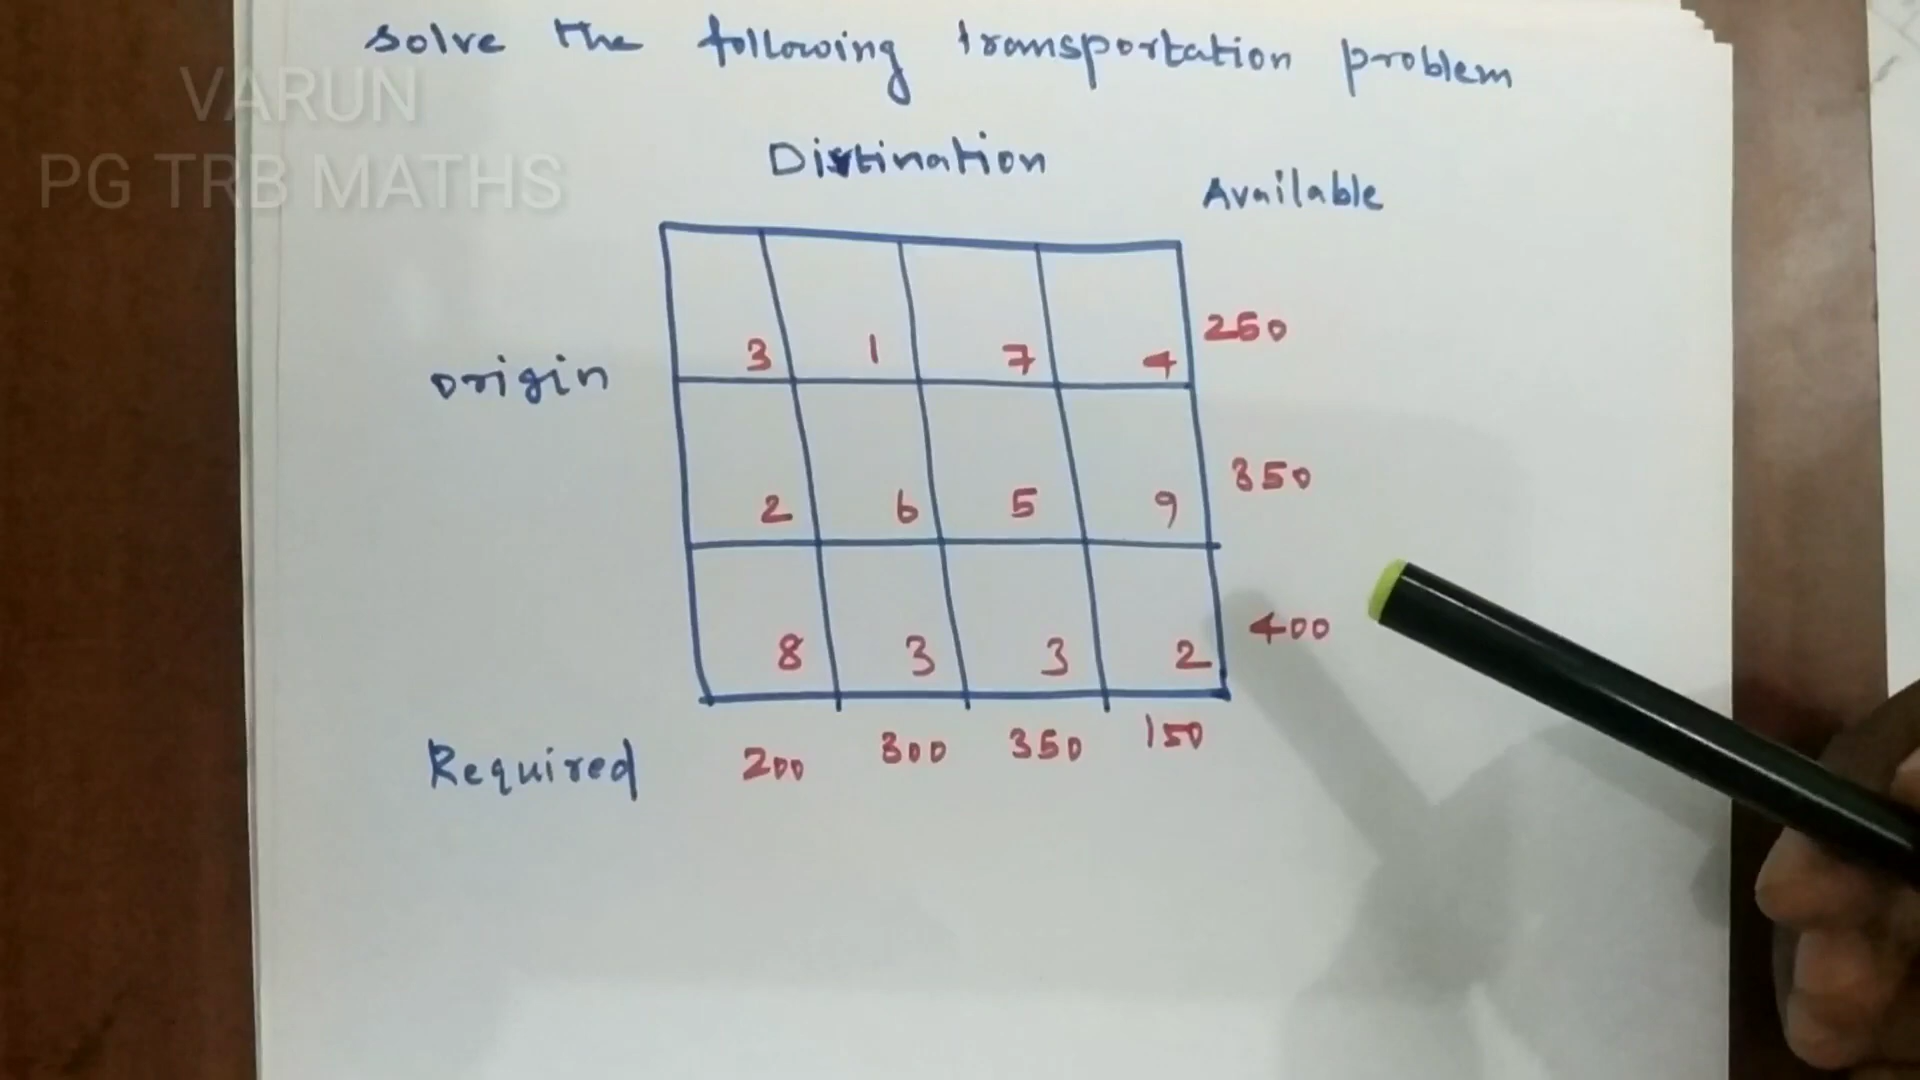 solve the following transportation problem
VARUN
PG TRB MATHS
Distination
Available
3 1 7 4 250
origin
2 6 5 9 350
8 3 3 2 400
Required 200 300 350 150